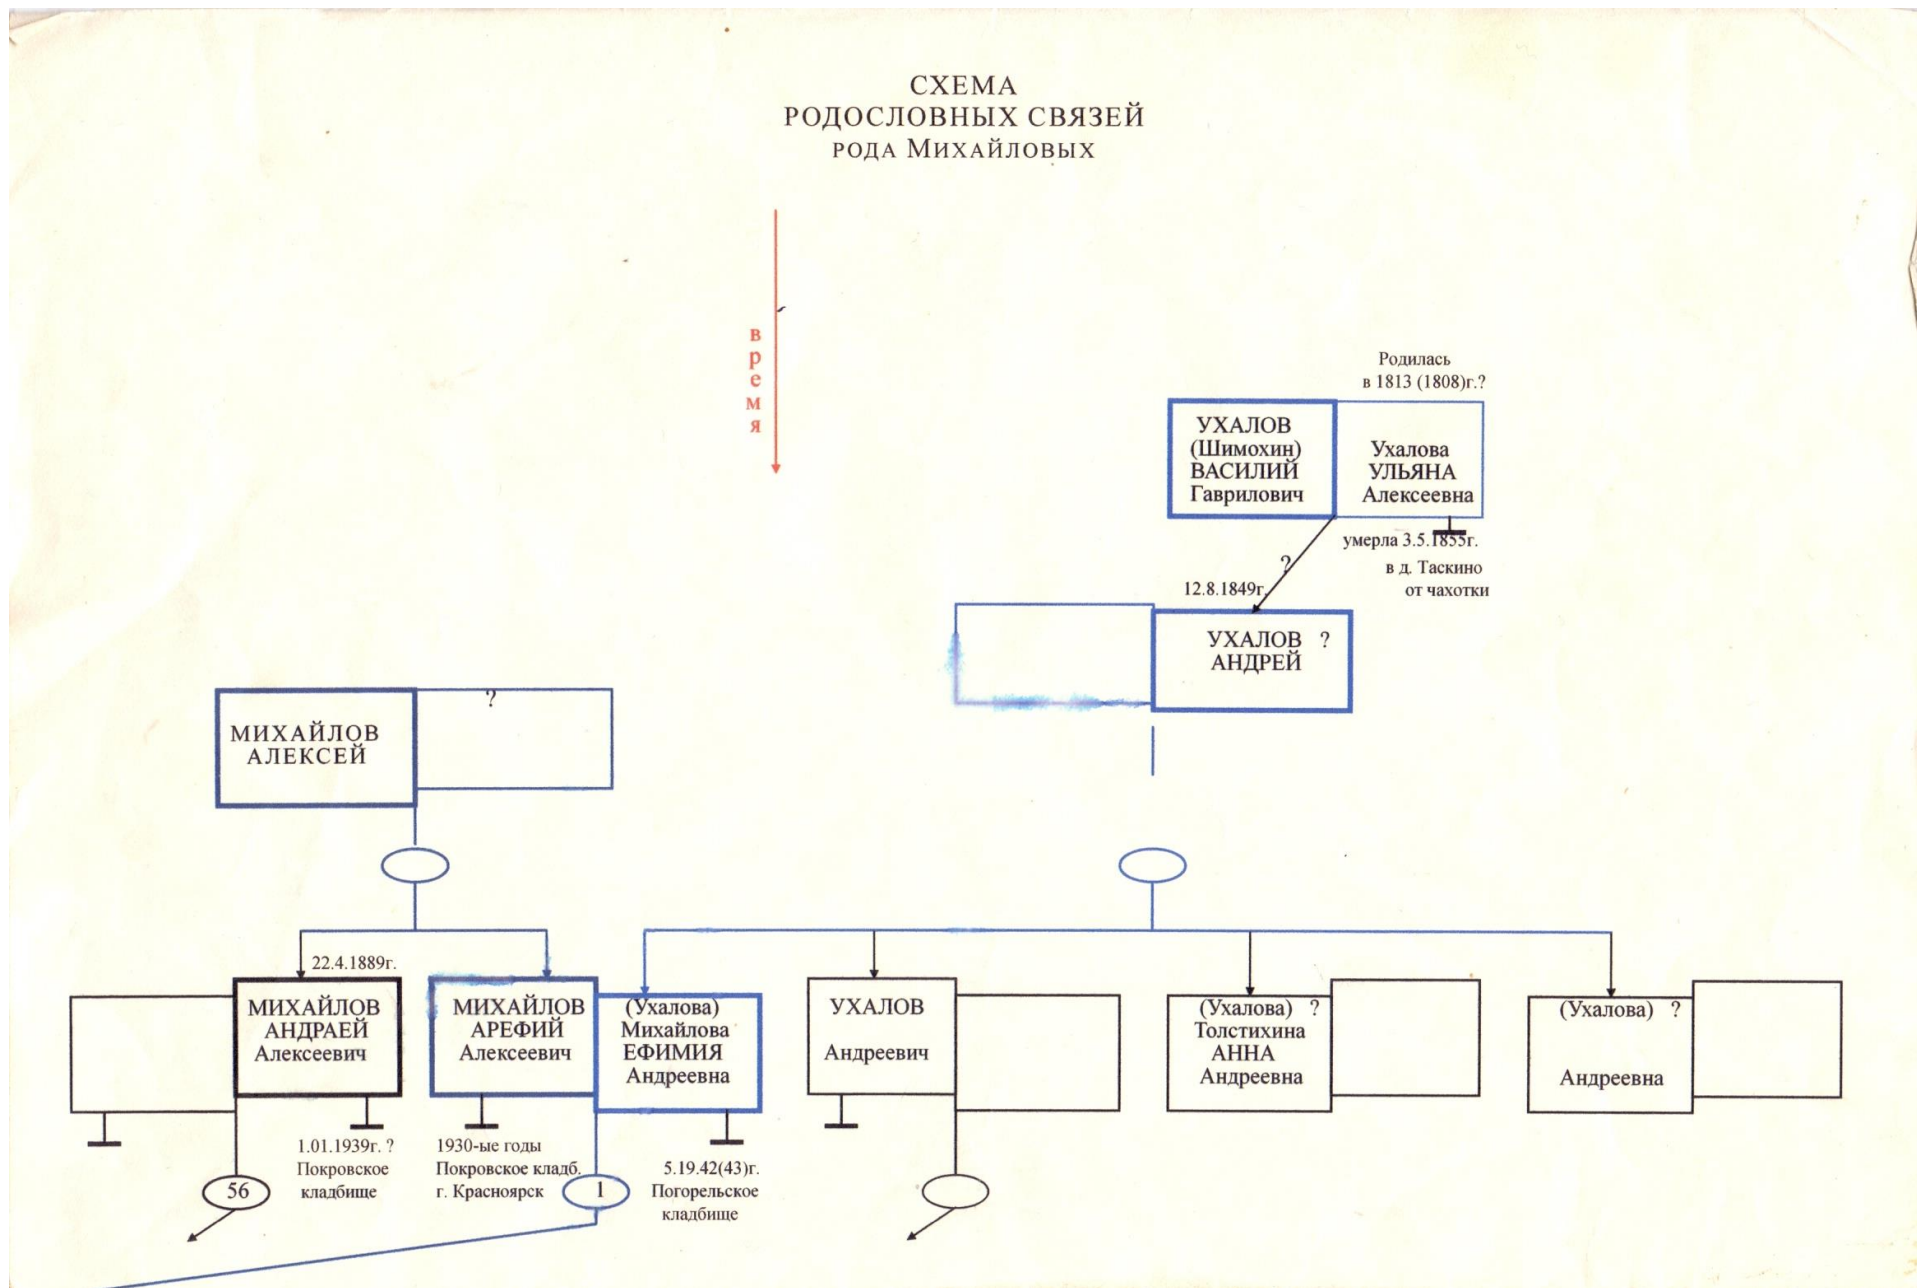 СХЕМА
РОДОСЛОВНЫХ СВЯЗЕЙ
РОДА МИХАЙЛОВЫХ
время
Родилась
в 1813 (1808)г.?
УХАЛОВ
(Шимохин)
ВАСИЛИЙ
Гаврилович
Ухалова
УЛЬЯНА
Алексеевна
умерла 3.5.1855г.
в д. Таскино
от чахотки
?
12.8.1849г.
УХАЛОВ ?
АНДРЕЙ
МИХАЙЛОВ
АЛЕКСЕЙ
?
22.4.1889г.
МИХАЙЛОВ
АНДРАЕЙ
Алексеевич
1.01.1939г. ?
Покровское
кладбище
56
МИХАЙЛОВ
АРЕФИЙ
Алексеевич
1930-ые годы
Покровское кладб.
г. Красноярск
1
(Ухалова)
Михайлова
ЕФИМИЯ
Андреевна
5.19.42(43)г.
Погорельское
кладбище
УХАЛОВ
Андреевич
(Ухалова) ?
Толстихина
АННА
Андреевна
(Ухалова) ?
Андреевна